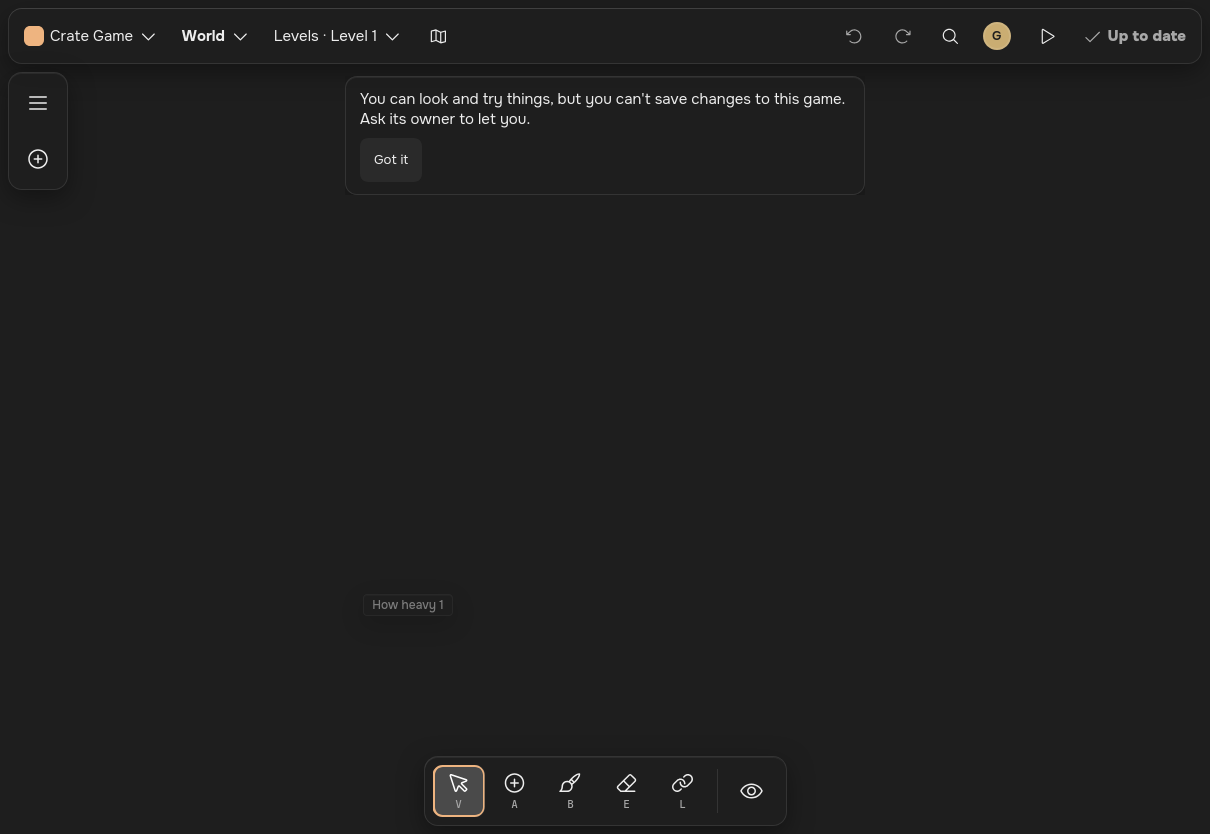 Crate Game World Levels · Level 1 G Up to date
You can look and try things, but you can't save changes to this game.
Ask its owner to let you.
Got it
How heavy 1
V A B E L